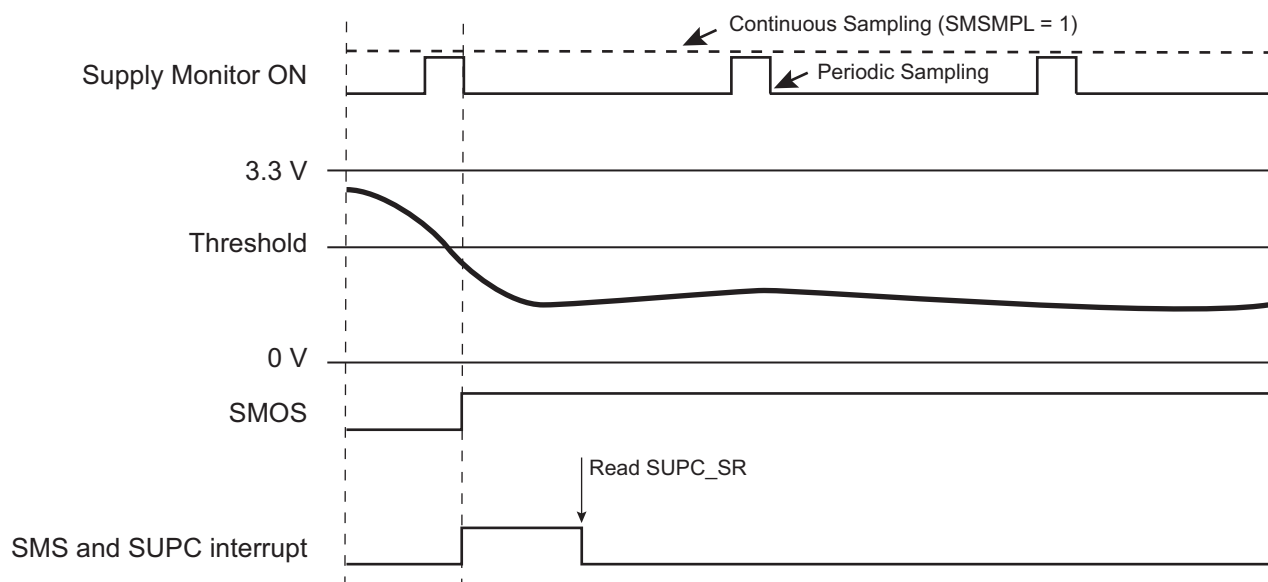 Continuous Sampling (SMSMPL = 1)
Supply Monitor ON
Periodic Sampling
3.3 V
Threshold
0 V
SMOS
Read SUPC_SR
SMS and SUPC interrupt